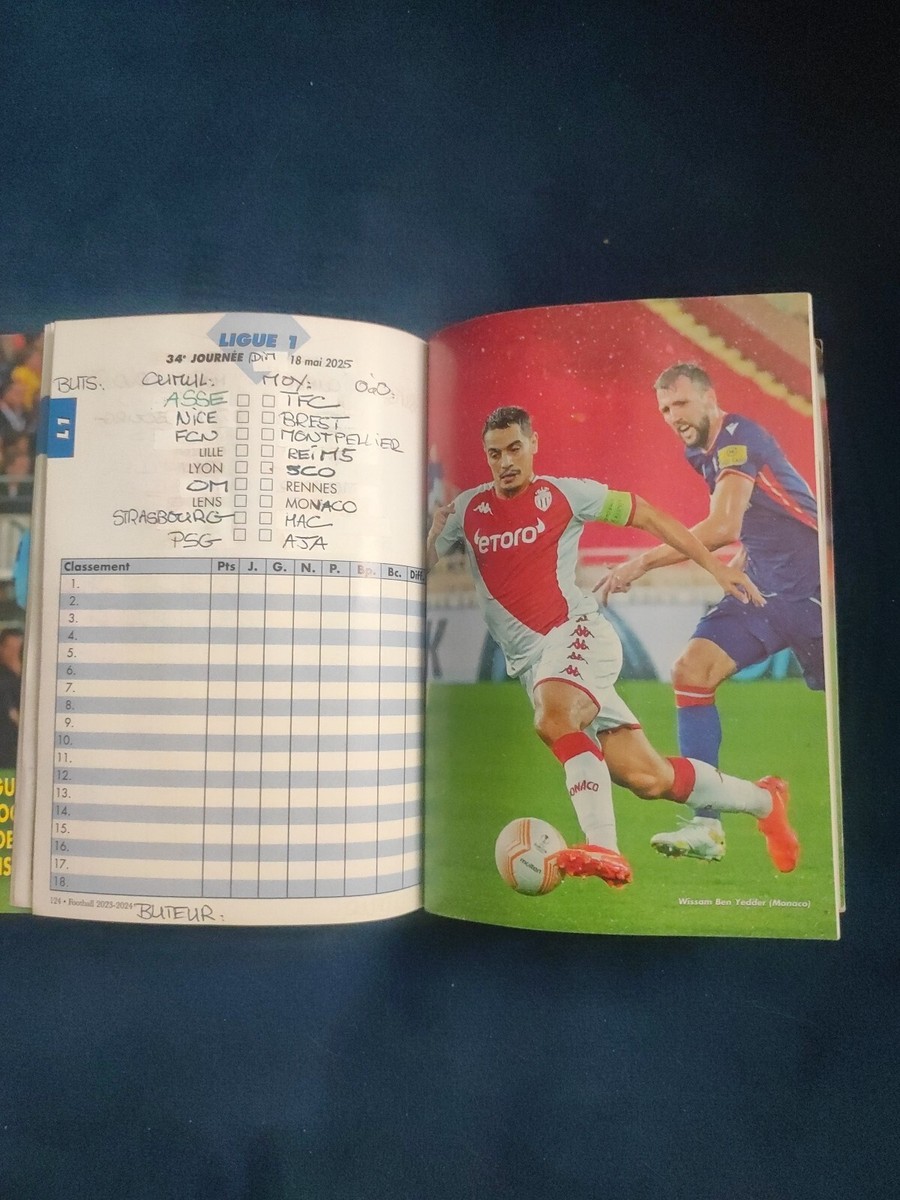 LIGUE 1
34e JOURNÉE DIM 18 mai 2025
BUTS: CUMUL: MOY: 0à0:
ASSE TFC
NICE BREST
FCN MONTPELLIER
LILLE REiMS
LYON SCO
OM RENNES
LENS MONACO
STRASBOURG HAC
PSG AJA
L1
Classement Pts J. G. N. P. Bp. Bc. Diff.
1.
2.
3.
4.
5.
6.
7.
8.
9.
10.
11.
12.
13.
14.
15.
16.
17.
18.
124 • Football 2023-2024
BUTEUR:
etoro
ONACO
molten
Wissam Ben Yedder (Monaco)